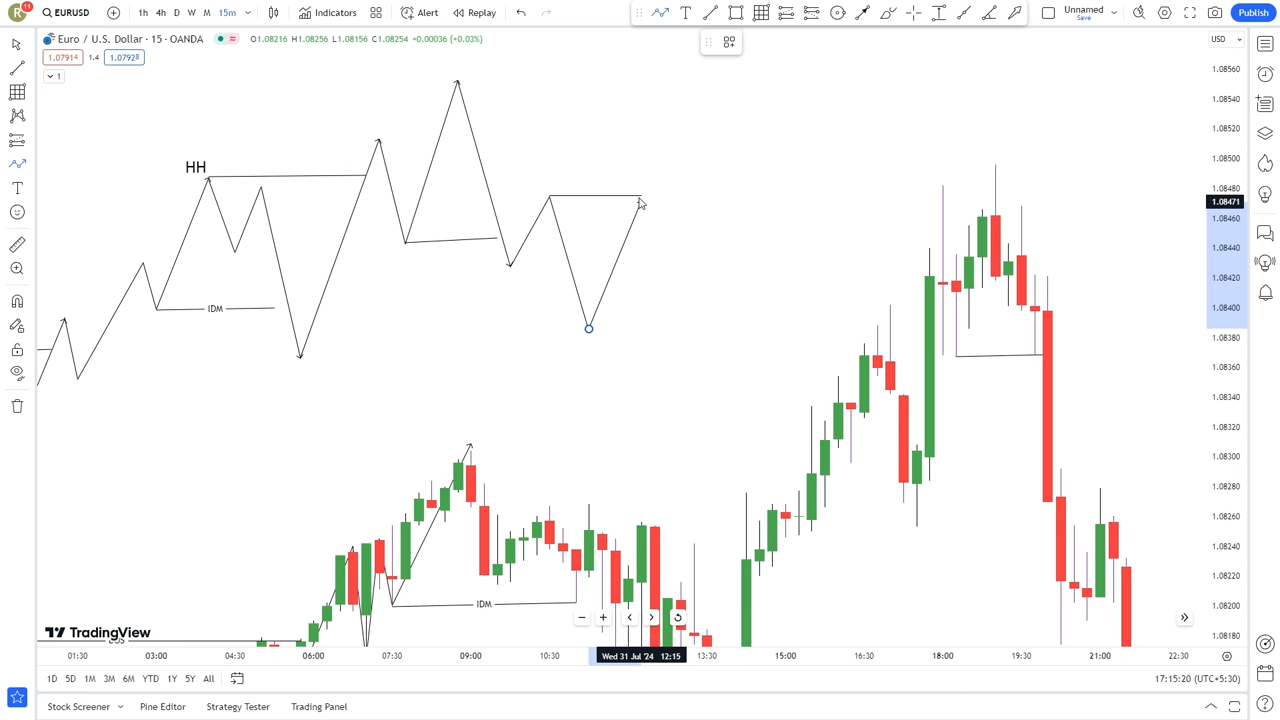 R 11 EURUSD 1h 4h D W M 15m Indicators Alert Replay Unnamed Save Publish
Euro / U.S. Dollar · 15 · OANDA O1.08216 H1.08256 L1.08156 C1.08254 +0.00036 (+0.03%) USD
1.07914 1.4 1.07928
1
1.08560
1.08540
1.08520
1.08500
1.08480
1.08471
1.08460
1.08440
1.08420
1.08400
1.08380
1.08360
1.08340
1.08320
1.08300
1.08280
1.08260
1.08240
1.08220
1.08200
1.08180
HH
IDM
IDM
TradingView
01:30 03:00 04:30 06:00 07:30 09:00 10:30 Wed 31 Jul '24 12:15 13:30 15:00 16:30 18:00 19:30 21:00 22:30
1D 5D 1M 3M 6M YTD 1Y 5Y All 17:15:20 (UTC+5:30)
Stock Screener Pine Editor Strategy Tester Trading Panel